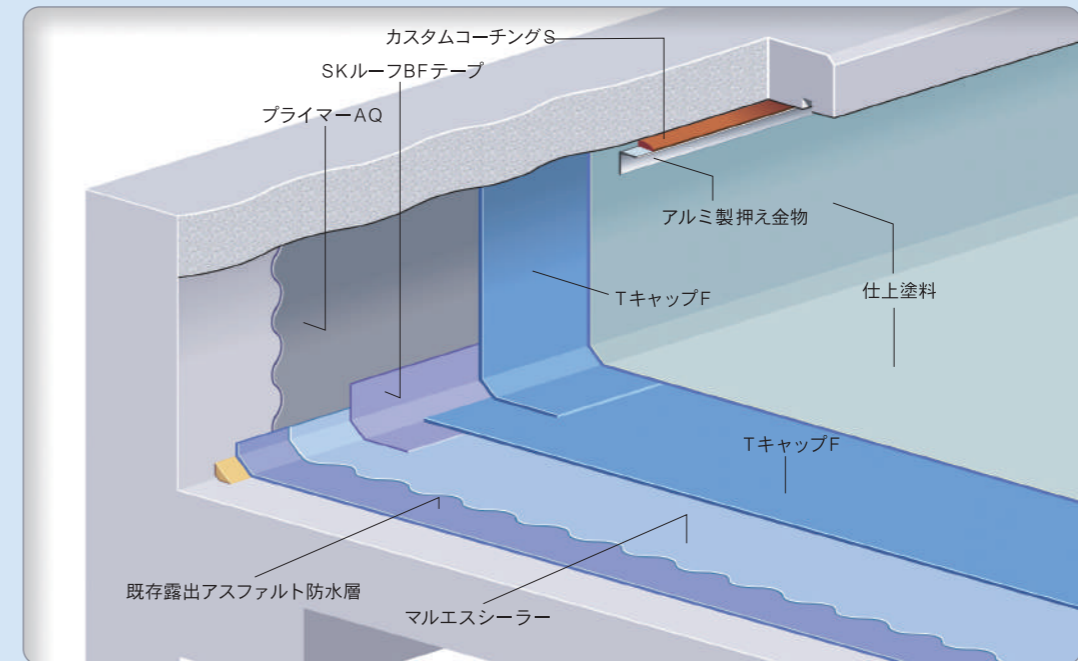 カスタムコーチングS
SKルーフBFテープ
プライマーAQ
アルミ製押え金物
TキャップF
仕上塗料
TキャップF
既存露出アスファルト防水層
マルエスシーラー